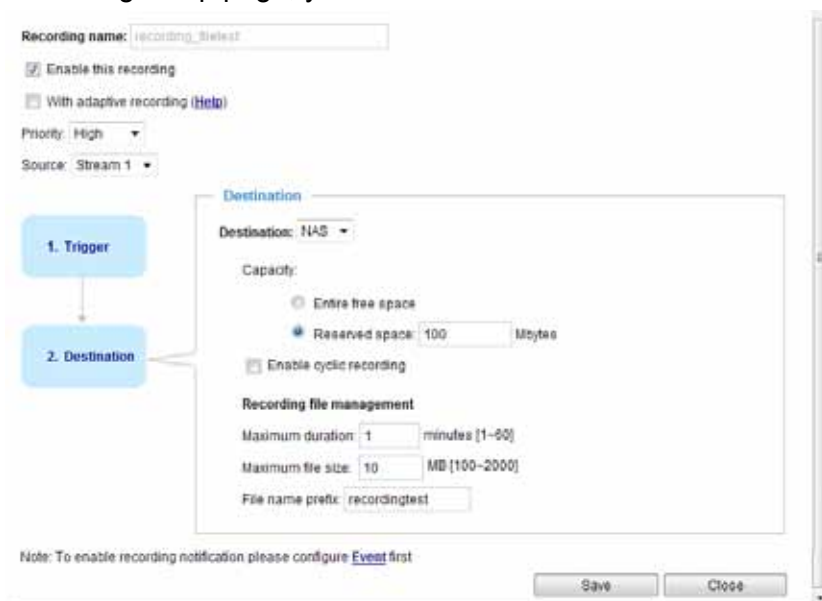 Recording name: recording_filetest
Enable this recording
With adaptive recording (Help)
Priority: High
Source: Stream 1
Destination
Destination: NAS
1. Trigger
Capacity:
Entire free space
Reserved space: 100 Mbytes
2. Destination
Enable cyclic recording
Recording file management
Maximum duration: 1 minutes [1~60]
Maximum file size: 10 MB [100~2000]
File name prefix: recordingtest
Note: To enable recording notification please configure Event first
Save Close